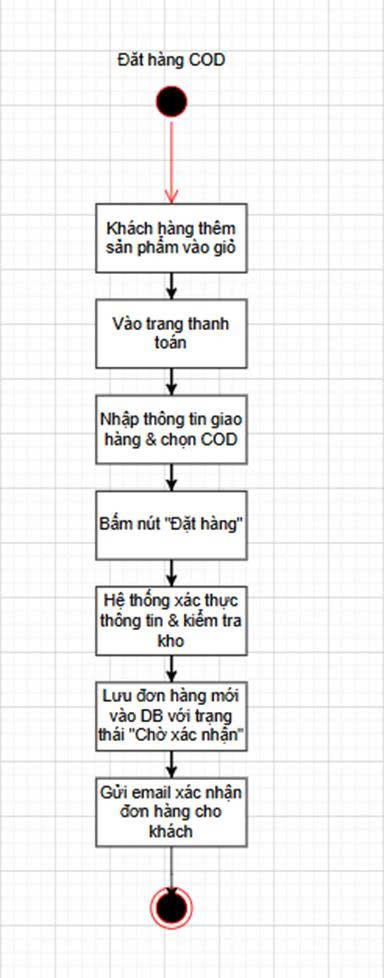 Đăt hàng COD
Khách hàng thêm
sản phẩm vào giỏ
Vào trang thanh
toán
Nhập thông tin giao
hàng & chọn COD
Bấm nút "Đặt hàng"
Hệ thống xác thực
thông tin & kiểm tra
kho
Lưu đơn hàng mới
vào DB với trạng
thái "Chờ xác nhận"
Gửi email xác nhận
đơn hàng cho
khách